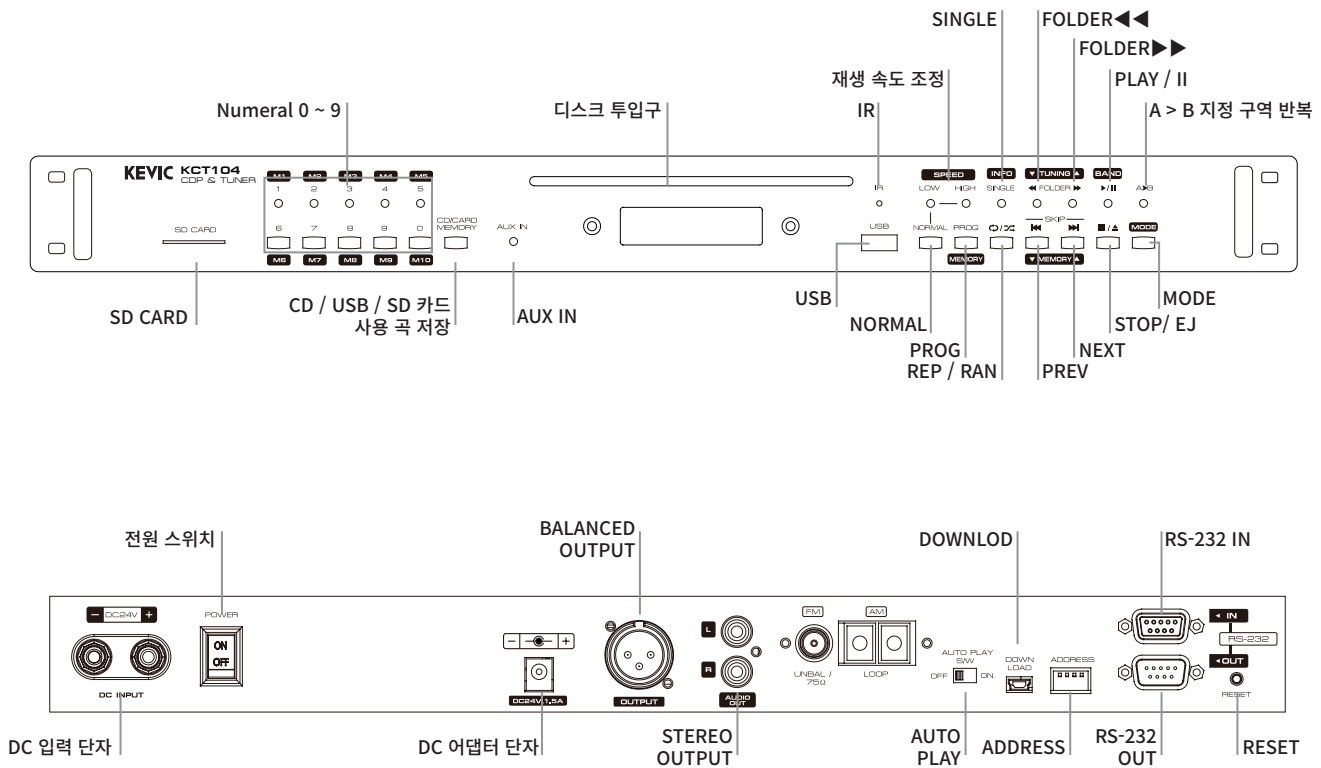 SINGLE
FOLDER◀◀
FOLDER▶▶
재생 속도 조정
PLAY / II
Numeral 0 ~ 9
디스크 투입구
IR
A > B 지정 구역 반복
KEVIC KCT104
CDP & TUNER
M1 M2 M3 M4 M5
1 2 3 4 5
6 7 8 9 0
M6 M7 M8 M9 M10
SD CARD
CD/CARD
MEMORY
AUX IN
IR
USB
SPEED INFO ▼ TUNING ▲ BAND
LOW HIGH SINGLE ◀◀ FOLDER ▶▶ ▶/II A>B
SKIP
NORMAL PROG MODE
MEMORY ▼ MEMORY ▲
SD CARD
CD / USB / SD 카드
사용 곡 저장
AUX IN
USB
MODE
NORMAL
STOP/ EJ
PROG
NEXT
REP / RAN
PREV
전원 스위치
BALANCED
OUTPUT
DOWNLOD
RS-232 IN
− DC24V +
DC INPUT
POWER
ON
OFF
− +
DC24V 1.5A
OUTPUT
L
R
AUDIO
OUT
FM
UNBAL /
75Ω
AM
LOOP
AUTO PLAY
S/W
OFF ON
DOWN
LOAD
ADDRESS
◀ IN
RS-232
◀OUT
RESET
DC 입력 단자
DC 어댑터 단자
STEREO
OUTPUT
AUTO
PLAY
ADDRESS
RS-232
OUT
RESET